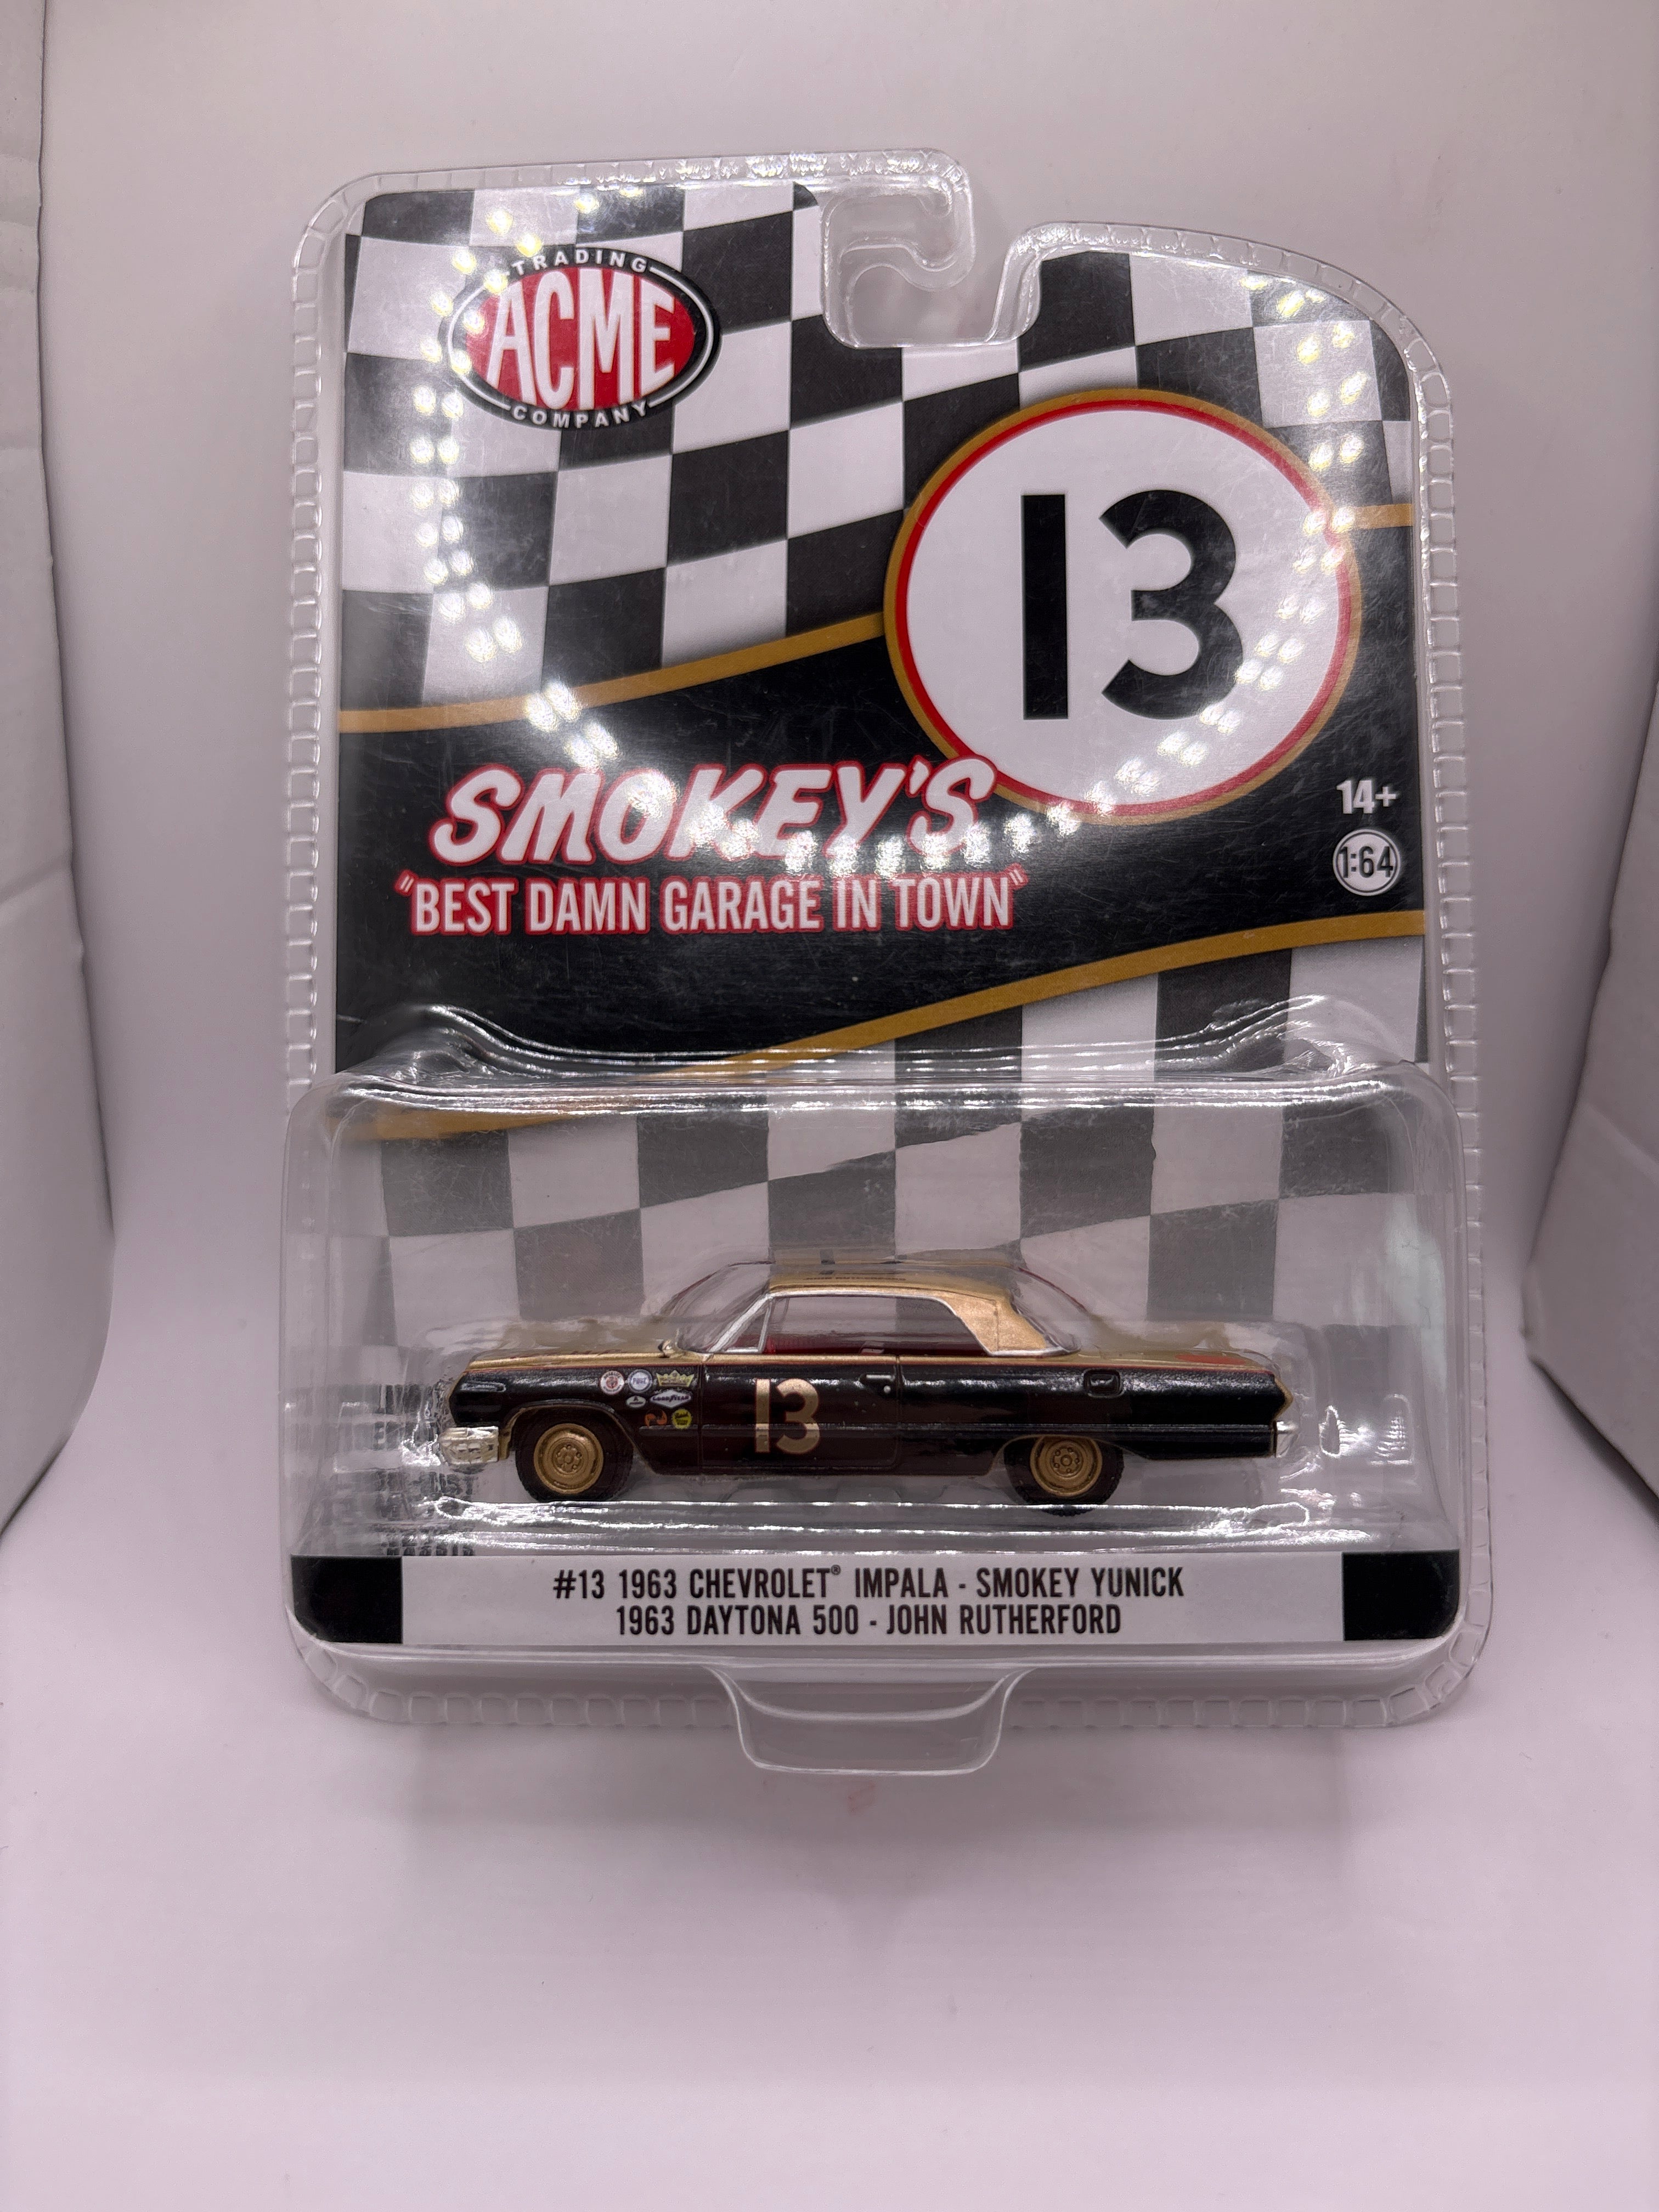 TRADING
ACME
COMPANY
13
SMOKEY'S
"BEST DAMN GARAGE IN TOWN"
14+
1:64
13
GOODYEAR
#13 1963 CHEVROLET® IMPALA - SMOKEY YUNICK
1963 DAYTONA 500 - JOHN RUTHERFORD